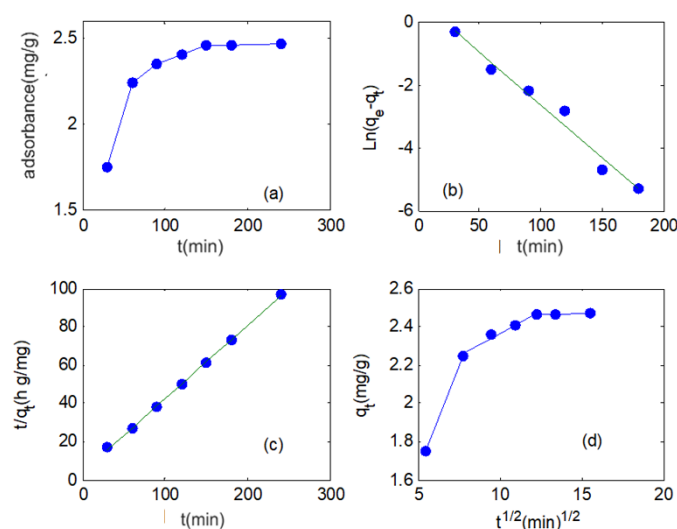 adsorbance(mg/g)
2.5
2
1.5
0 100 200 300
t(min)
(a)
Ln(qₑ-qₜ)
-0
-2
-4
-6
0 50 100 150 200
t(min)
(b)
t/qₜ(h g/mg)
100
80
60
40
20
0
0 100 200 300
t(min)
(c)
qₜ(mg/g)
2.6
2.4
2.2
2
1.8
1.6
5 10 15 20
t^1/2(min)^1/2
(d)